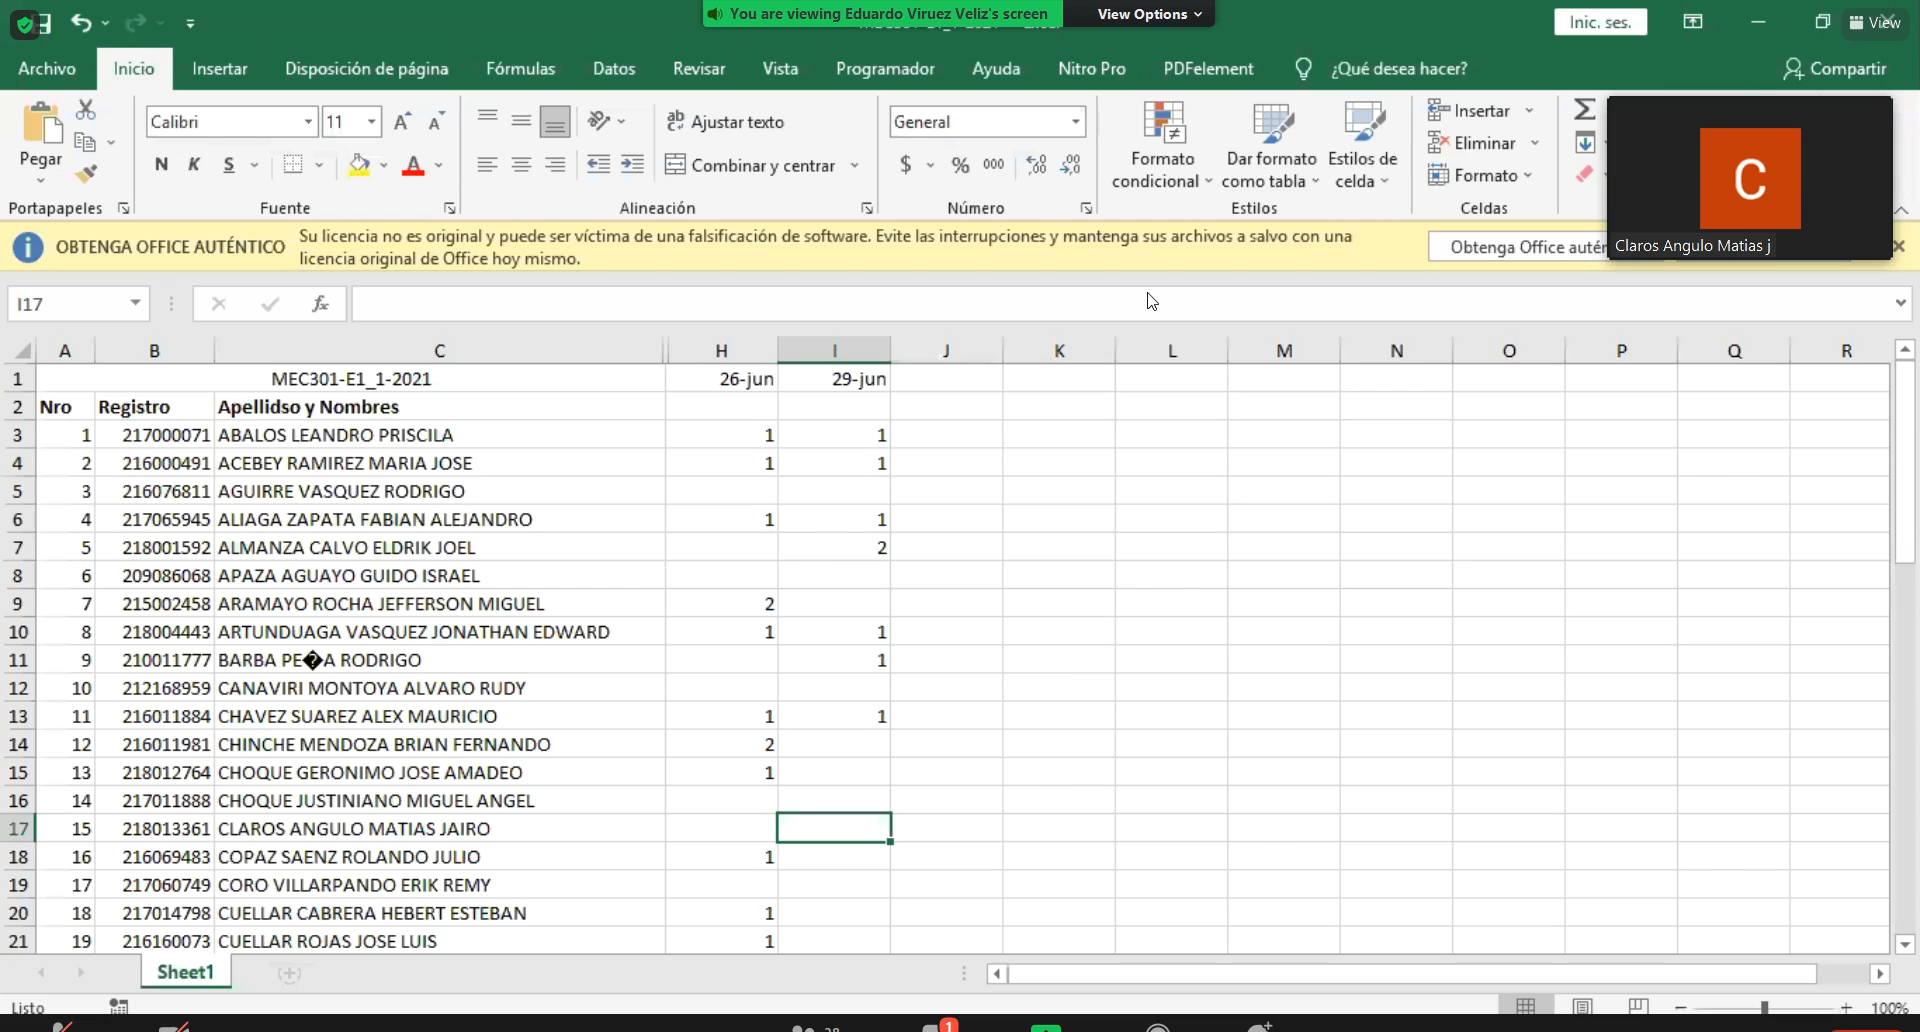 You are viewing Eduardo Viruez Veliz's screen
View Options
Inic. ses.
View
Archivo Inicio Insertar Disposición de página Fórmulas Datos Revisar Vista Programador Ayuda Nitro Pro PDFelement ¿Qué desea hacer? Compartir
Pegar
Calibri 11
N K S
Ajustar texto
Combinar y centrar
General
$ % 000
Formato condicional
Dar formato como tabla
Estilos de celda
Insertar
Eliminar
Formato
Portapapeles Fuente Alineación Número Estilos Celdas
C
Claros Angulo Matias j
OBTENGA OFFICE AUTÉNTICO
Su licencia no es original y puede ser víctima de una falsificación de software. Evite las interrupciones y mantenga sus archivos a salvo con una
licencia original de Office hoy mismo.
Obtenga Office
I17 fx
A B C H I J K L M N O P Q R
1 MEC301-E1_1-2021 26-jun 29-jun
2 Nro Registro Apellidso y Nombres
3 1 217000071 ABALOS LEANDRO PRISCILA 1 1
4 2 216000491 ACEBEY RAMIREZ MARIA JOSE 1 1
5 3 216076811 AGUIRRE VASQUEZ RODRIGO
6 4 217065945 ALIAGA ZAPATA FABIAN ALEJANDRO 1 1
7 5 218001592 ALMANZA CALVO ELDRIK JOEL 2
8 6 209086068 APAZA AGUAYO GUIDO ISRAEL
9 7 215002458 ARAMAYO ROCHA JEFFERSON MIGUEL 2
10 8 218004443 ARTUNDUAGA VASQUEZ JONATHAN EDWARD 1 1
11 9 210011777 BARBA PE�A RODRIGO 1
12 10 212168959 CANAVIRI MONTOYA ALVARO RUDY
13 11 216011884 CHAVEZ SUAREZ ALEX MAURICIO 1 1
14 12 216011981 CHINCHE MENDOZA BRIAN FERNANDO 2
15 13 218012764 CHOQUE GERONIMO JOSE AMADEO 1
16 14 217011888 CHOQUE JUSTINIANO MIGUEL ANGEL
17 15 218013361 CLAROS ANGULO MATIAS JAIRO
18 16 216069483 COPAZ SAENZ ROLANDO JULIO 1
19 17 217060749 CORO VILLARPANDO ERIK REMY
20 18 217014798 CUELLAR CABRERA HEBERT ESTEBAN 1
21 19 216160073 CUELLAR ROJAS JOSE LUIS 1
Sheet1
Listo
100%
1